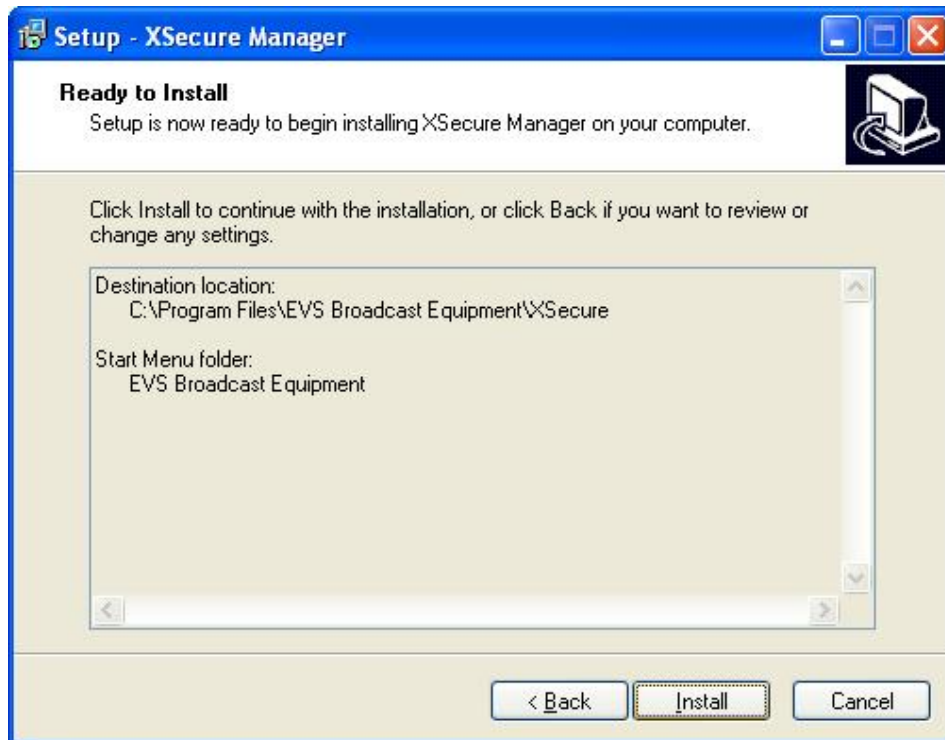 Setup - XSecure Manager
Ready to Install
Setup is now ready to begin installing XSecure Manager on your computer.
Click Install to continue with the installation, or click Back if you want to review or
change any settings.
Destination location:
C:\Program Files\EVS Broadcast Equipment\XSecure
Start Menu folder:
EVS Broadcast Equipment
< Back
Install
Cancel